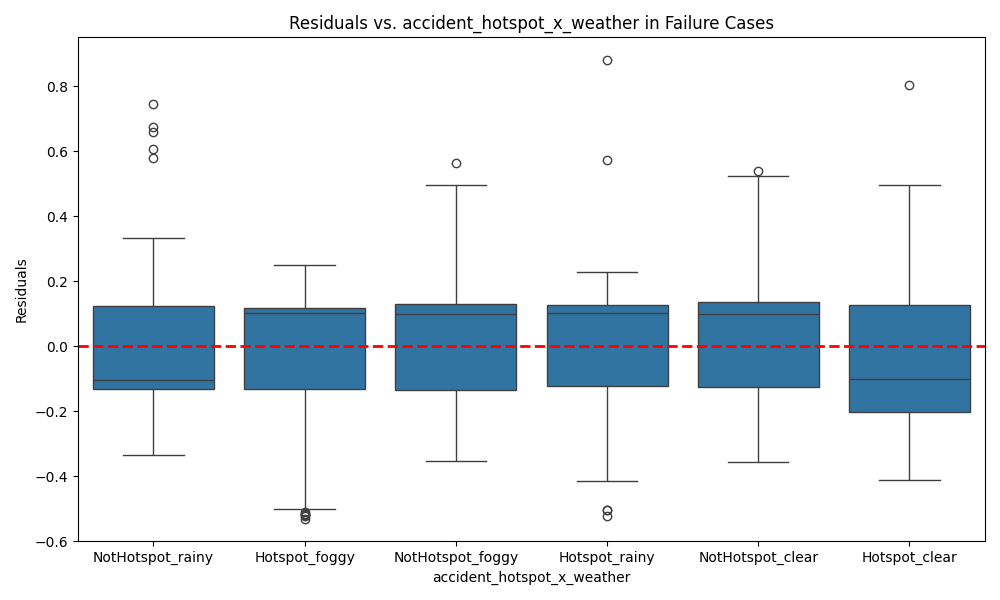 Residuals vs. accident_hotspot_x_weather in Failure Cases
Residuals
0.8
0.6
0.4
0.2
0.0
−0.2
−0.4
−0.6
NotHotspot_rainy
Hotspot_foggy
NotHotspot_foggy
Hotspot_rainy
NotHotspot_clear
Hotspot_clear
accident_hotspot_x_weather